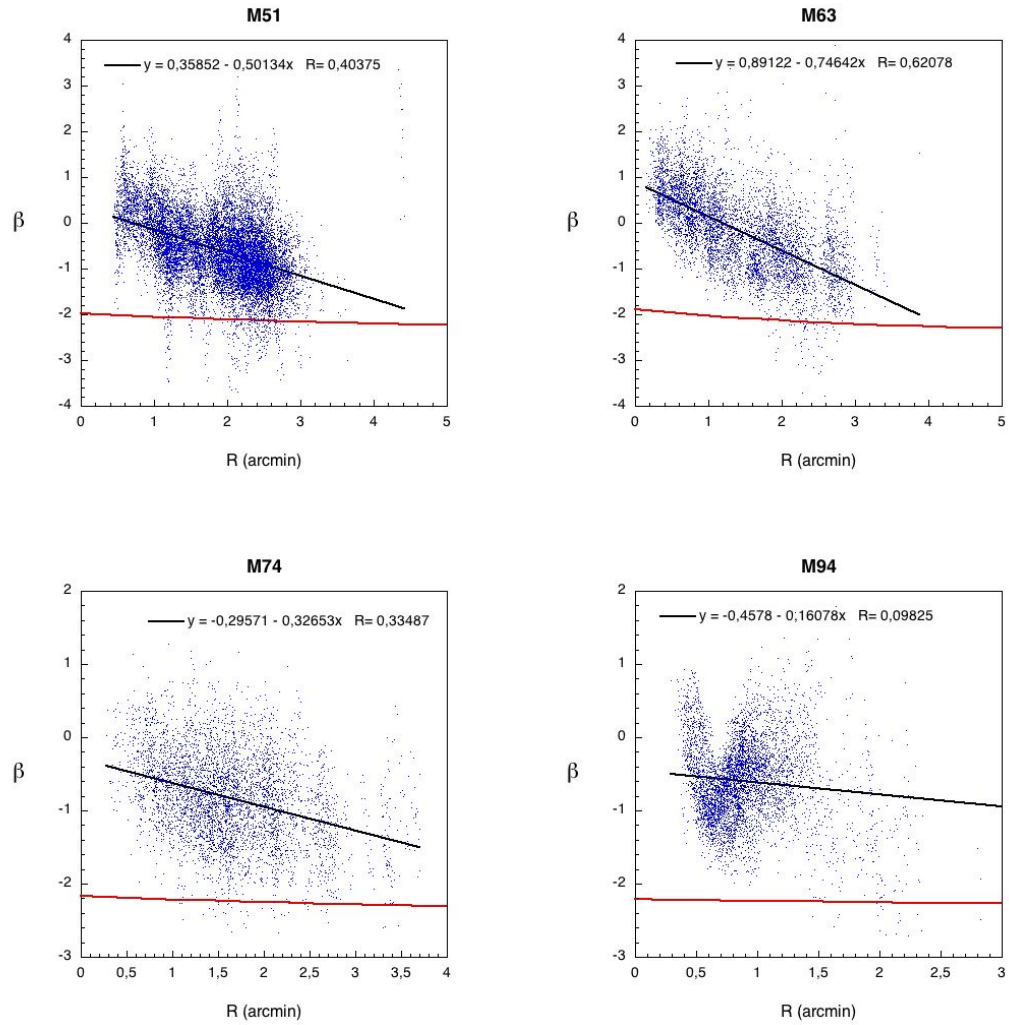 M51
y = 0,35852 - 0,50134x R= 0,40375
4
3
2
1
0
-1
-2
-3
-4
β
0 1 2 3 4 5
R (arcmin)
M63
y = 0,89122 - 0,74642x R= 0,62078
4
3
2
1
0
-1
-2
-3
-4
β
0 1 2 3 4 5
R (arcmin)
M74
y = -0,29571 - 0,32653x R= 0,33487
2
1
0
-1
-2
-3
β
0 0,5 1 1,5 2 2,5 3 3,5 4
R (arcmin)
M94
y = -0,4578 - 0,16078x R= 0,09825
2
1
0
-1
-2
-3
β
0 0,5 1 1,5 2 2,5 3
R (arcmin)